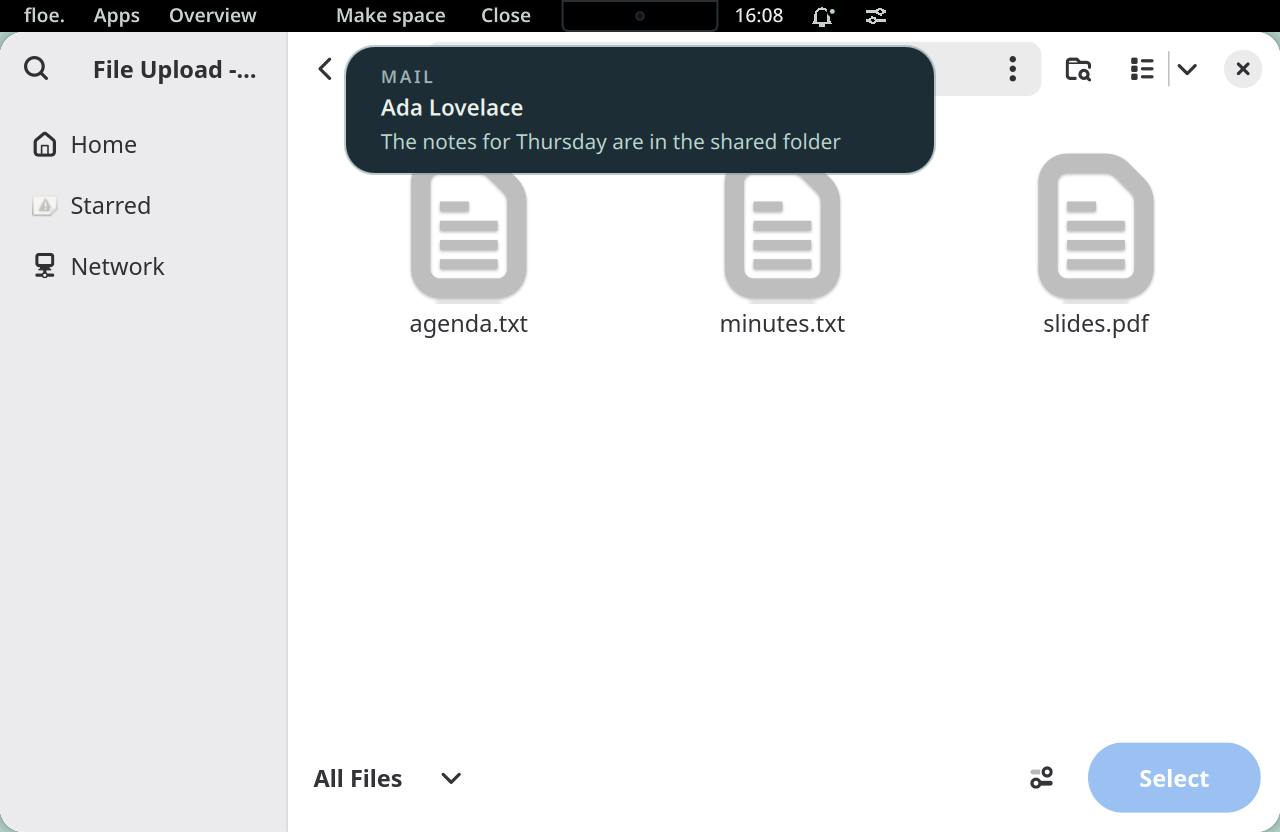 floe. Apps Overview Make space Close 16:08
File Upload -...
MAIL
Ada Lovelace
The notes for Thursday are in the shared folder
Home
Starred
Network
agenda.txt minutes.txt slides.pdf
All Files Select